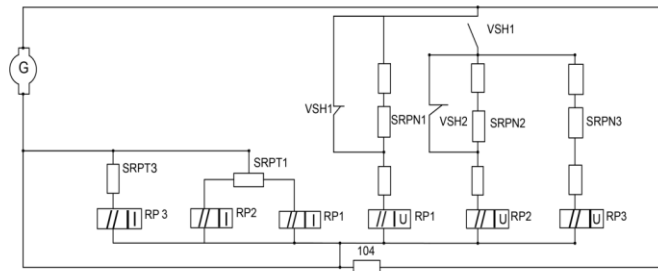 VSH1
G
VSH1
SRPN1
VSH2
SRPN2
SRPN3
SRPT3
SRPT1
I RP 3
I RP2
I RP1
U RP1
U RP2
U RP3
104